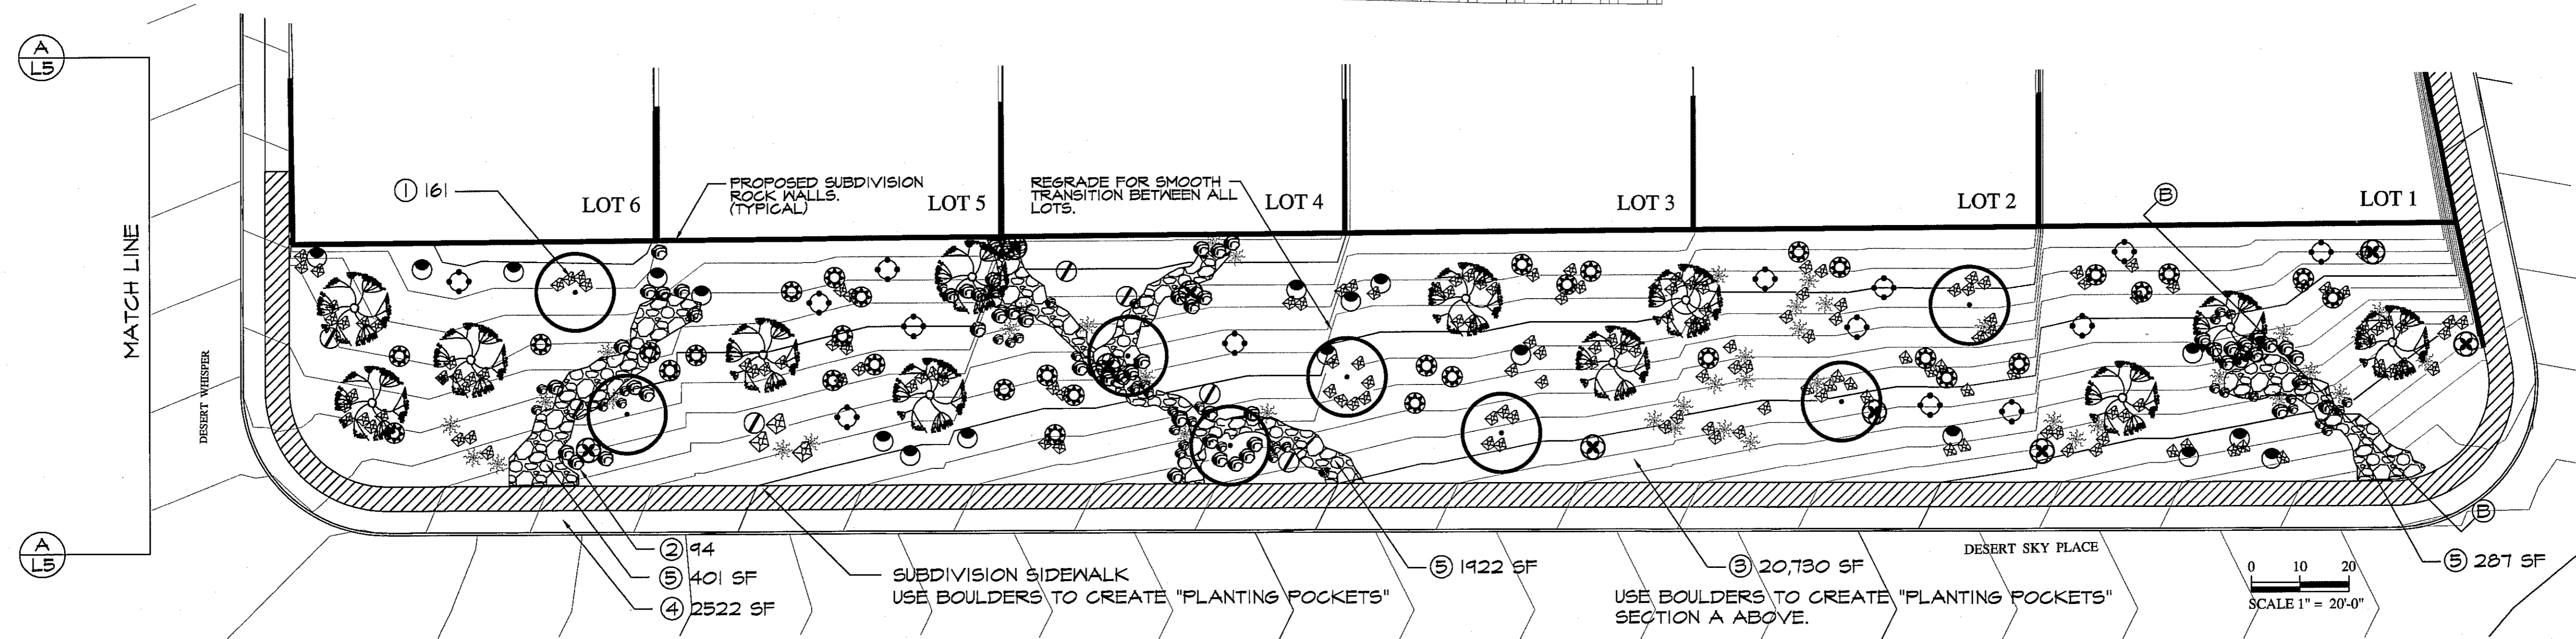 A
L5
MATCH LINE
DESERT WHISPER
A
L5
1 161
LOT 6
PROPOSED SUBDIVISION
ROCK WALLS.
(TYPICAL)
LOT 5
REGRADE FOR SMOOTH
TRANSITION BETWEEN ALL
LOTS.
LOT 4
LOT 3
LOT 2
B
LOT 1
2 94
5 401 SF
4 2522 SF
SUBDIVISION SIDEWALK
USE BOULDERS TO CREATE "PLANTING POCKETS"
5 1922 SF
3 20,730 SF
USE BOULDERS TO CREATE "PLANTING POCKETS"
SECTION A ABOVE.
DESERT SKY PLACE
B
5 287 SF
0 10 20
SCALE 1" = 20'-0"